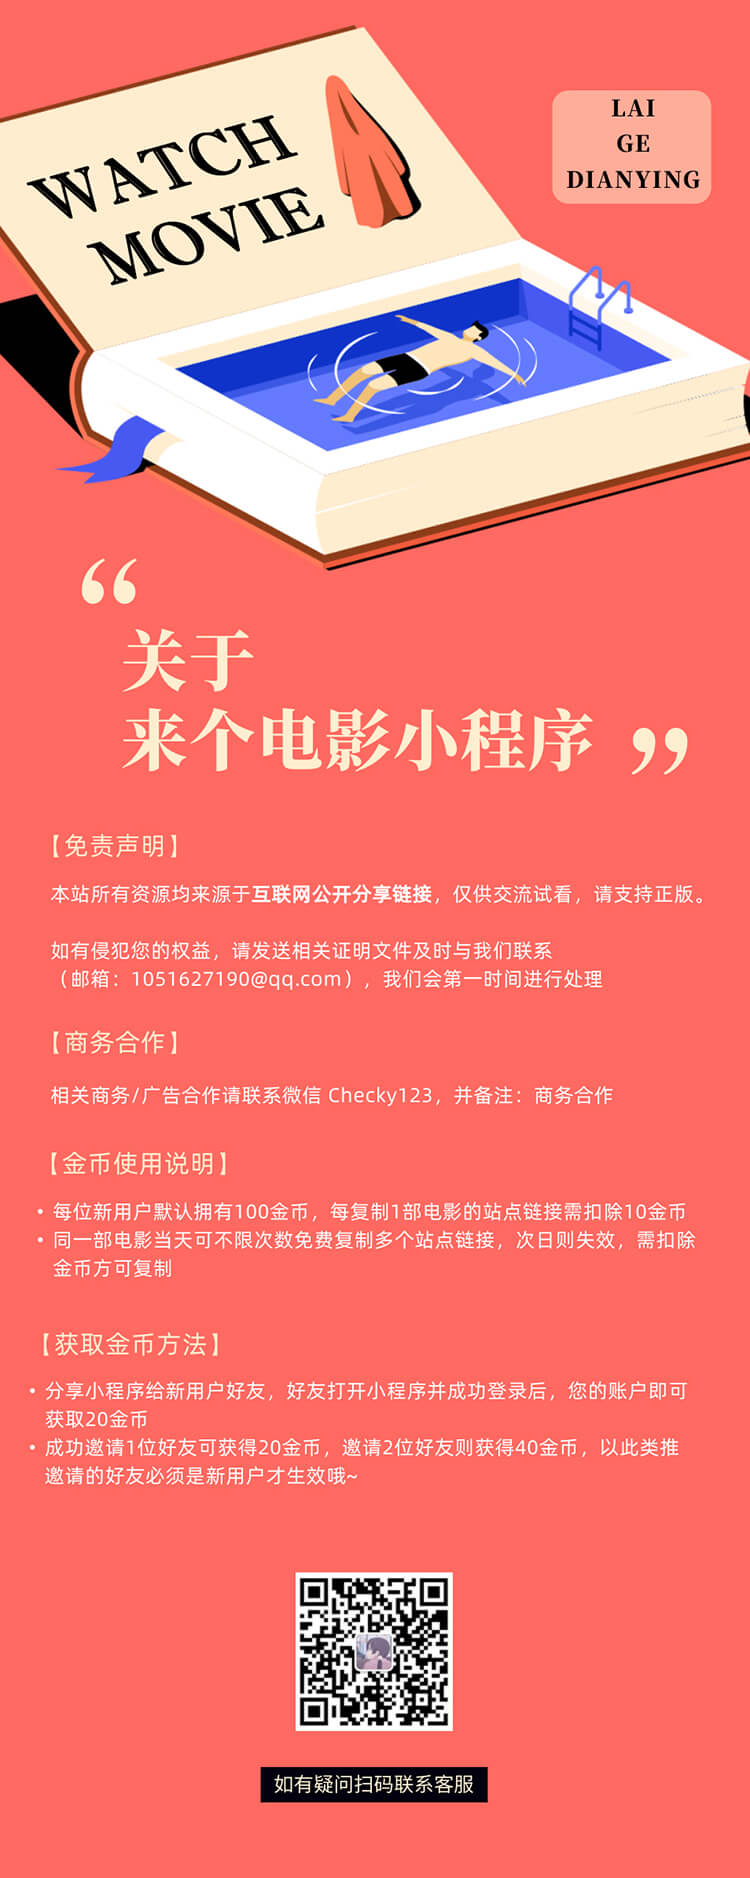 WATCH
MOVIE
LAI
GE
DIANYING
“
关于
来个电影小程序
”
【免责声明】
本站所有资源均来源于互联网公开分享链接，仅供交流试看，请支持正版。
如有侵犯您的权益，请发送相关证明文件及时与我们联系
（邮箱：1051627190@qq.com），我们会第一时间进行处理
【商务合作】
相关商务/广告合作请联系微信 Checky123，并备注：商务合作
【金币使用说明】
• 每位新用户默认拥有100金币，每复制1部电影的站点链接需扣除10金币
• 同一部电影当天可不限次数免费复制多个站点链接，次日则失效，需扣除
金币方可复制
【获取金币方法】
• 分享小程序给新用户好友，好友打开小程序并成功登录后，您的账户即可
获取20金币
• 成功邀请1位好友可获得20金币，邀请2位好友则获得40金币，以此类推
邀请的好友必须是新用户才生效哦~
如有疑问扫码联系客服